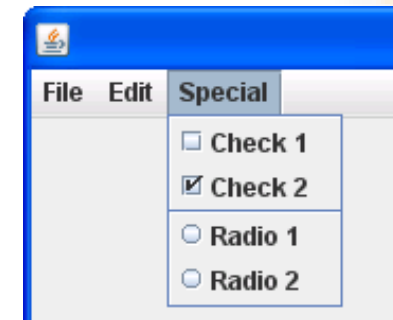 File Edit Special
Check 1
Check 2
Radio 1
Radio 2